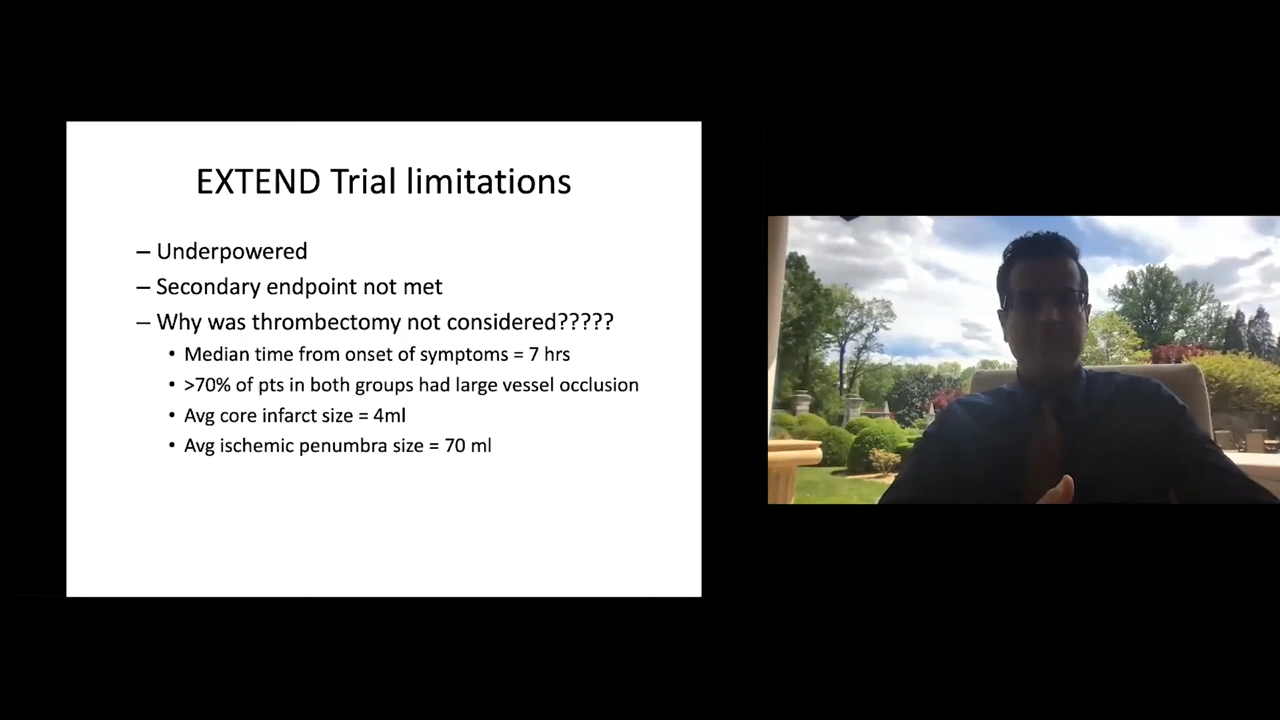 EXTEND Trial limitations
– Underpowered
– Secondary endpoint not met
– Why was thrombectomy not considered?????
• Median time from onset of symptoms = 7 hrs
• >70% of pts in both groups had large vessel occlusion
• Avg core infarct size = 4ml
• Avg ischemic penumbra size = 70 ml